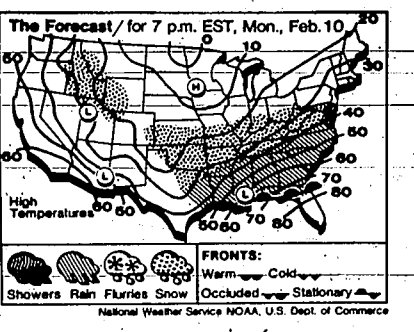 The Forecast / for 7 p.m. EST, Mon., Feb. 10
20
0
10
30
50
H
40
L
50
60
60
L
70
High
Temperatures
60 50
L
80
50 60 70 80
FRONTS:
Warm Cold
Showers Rain Flurries Snow
Occluded Stationary
National Weather Service NOAA, U.S. Dept. of Commerce